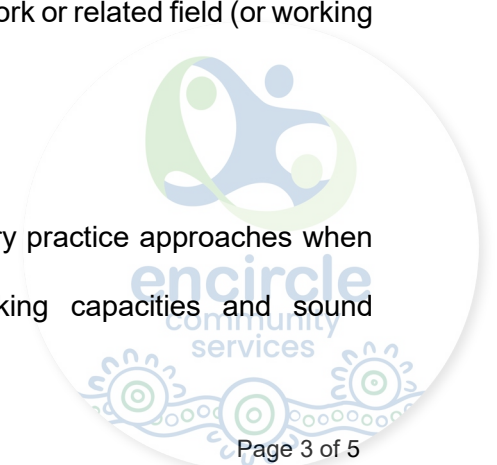 ork or related field (or working
ry practice approaches when
encircle
king capacities and sound
community
services
Page 3 of 5